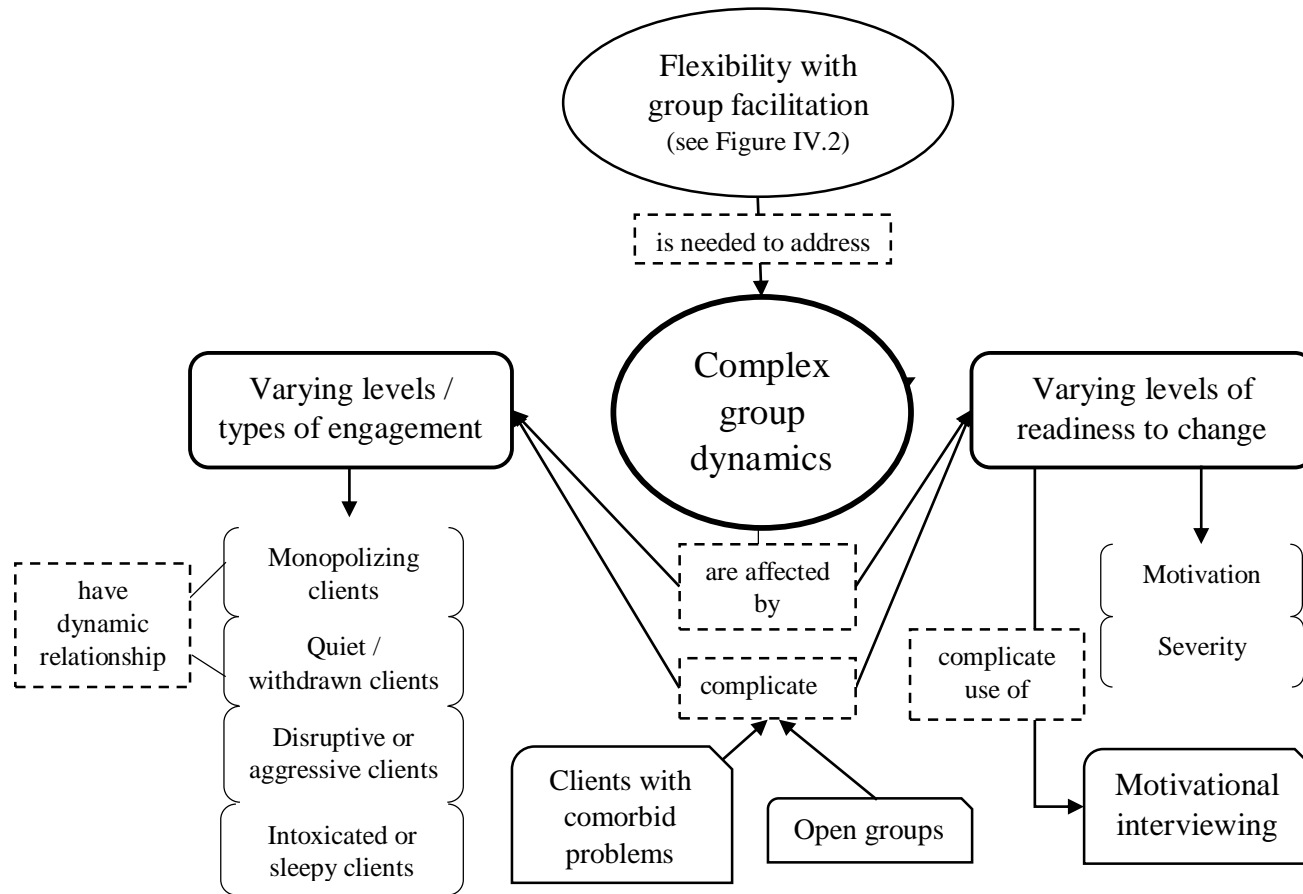 Flexibility with
group facilitation
(see Figure IV.2)
is needed to address
Complex
group
dynamics
Varying levels /
types of engagement
Varying levels of
readiness to change
Monopolizing
clients
have
dynamic
relationship
Quiet /
withdrawn clients
Disruptive or
aggressive clients
Intoxicated or
sleepy clients
are affected
by
complicate
Clients with
comorbid
problems
Open groups
Motivation
Severity
complicate
use of
Motivational
interviewing